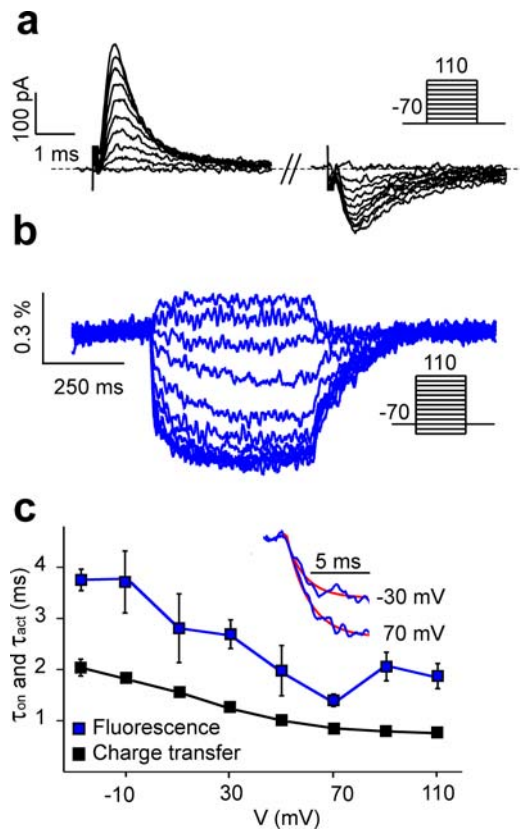 a
100 pA
1 ms
110
-70
b
0.3 %
250 ms
110
-70
c
τon and τact (ms)
4
3
2
1
5 ms
-30 mV
70 mV
Fluorescence
Charge transfer
-10
30
70
110
V (mV)